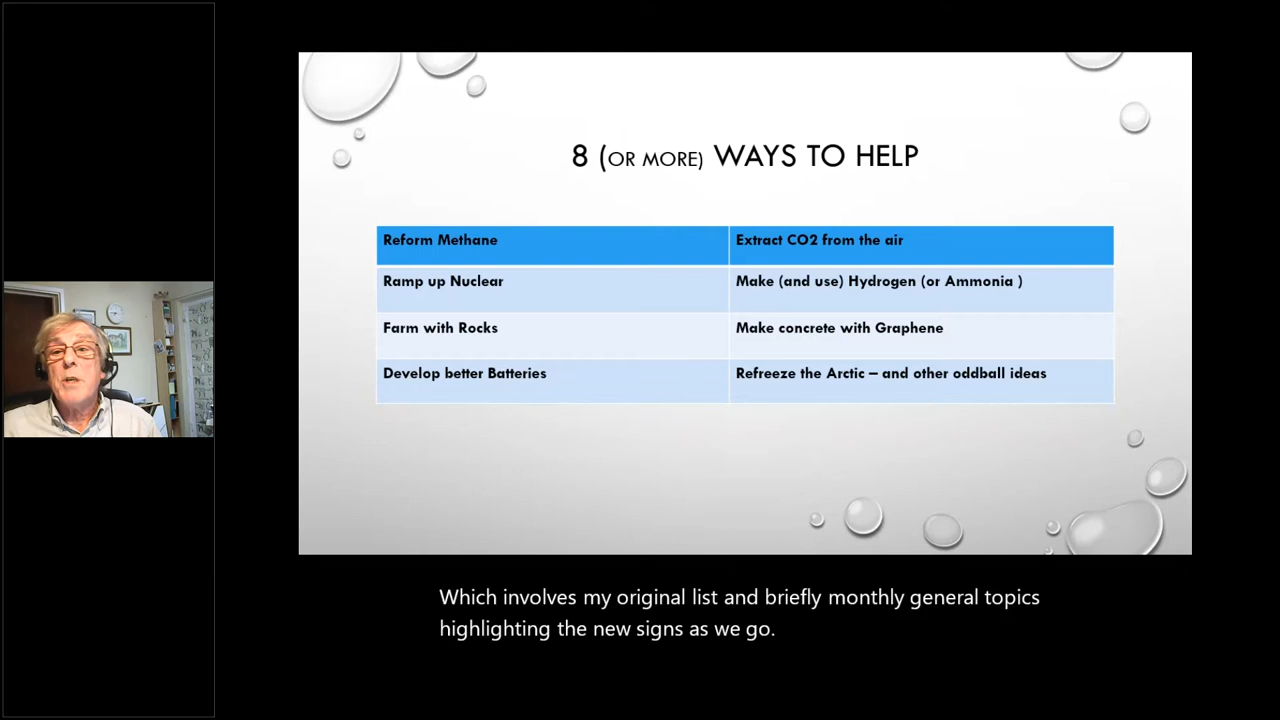 8 (OR MORE) WAYS TO HELP
Reform Methane
Extract CO2 from the air
Ramp up Nuclear
Make (and use) Hydrogen (or Ammonia )
Farm with Rocks
Make concrete with Graphene
Develop better Batteries
Refreeze the Arctic – and other oddball ideas
Which involves my original list and briefly monthly general topics
highlighting the new signs as we go.